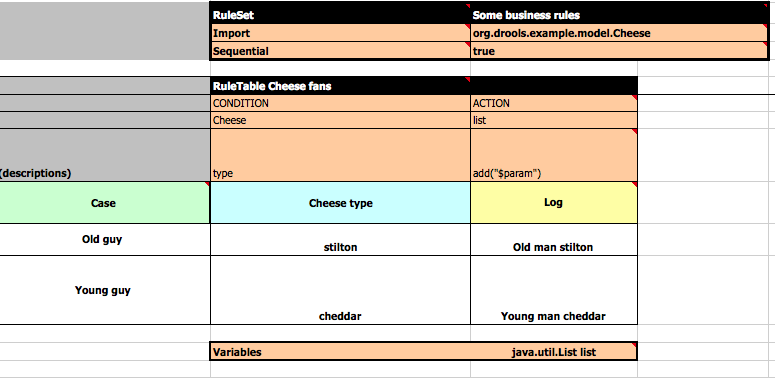 RuleSet Some business rules
Import org.drools.example.model.Cheese
Sequential true
RuleTable Cheese fans
CONDITION ACTION
Cheese list
(descriptions) type add("$param")
Case Cheese type Log
Old guy stilton Old man stilton
Young guy cheddar Young man cheddar
Variables java.util.List list